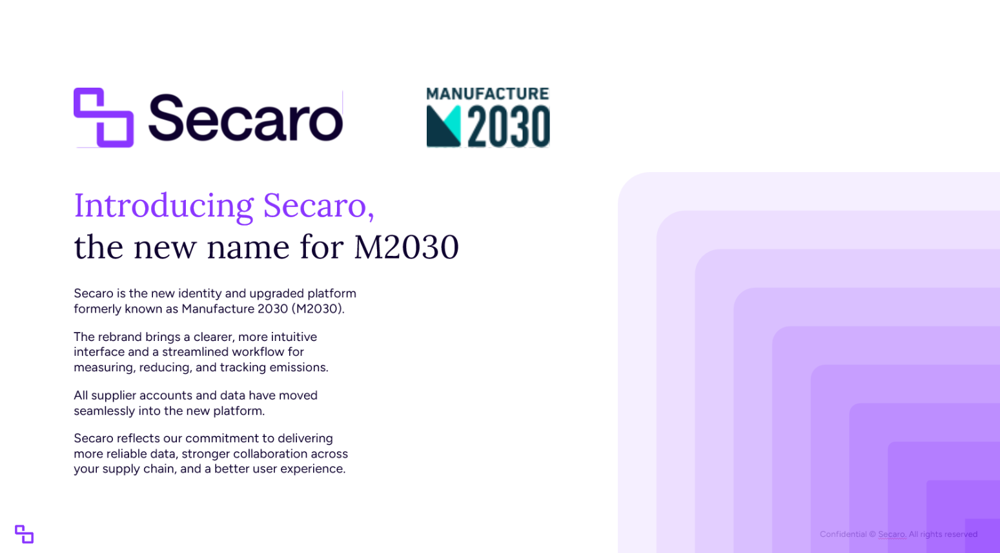 Secaro
MANUFACTURE
2030
Introducing Secaro,
the new name for M2030
Secaro is the new identity and upgraded platform
formerly known as Manufacture 2030 (M2030).
The rebrand brings a clearer, more intuitive
interface and a streamlined workflow for
measuring, reducing, and tracking emissions.
All supplier accounts and data have moved
seamlessly into the new platform.
Secaro reflects our commitment to delivering
more reliable data, stronger collaboration across
your supply chain, and a better user experience.
Confidential © Secaro. All rights reserved